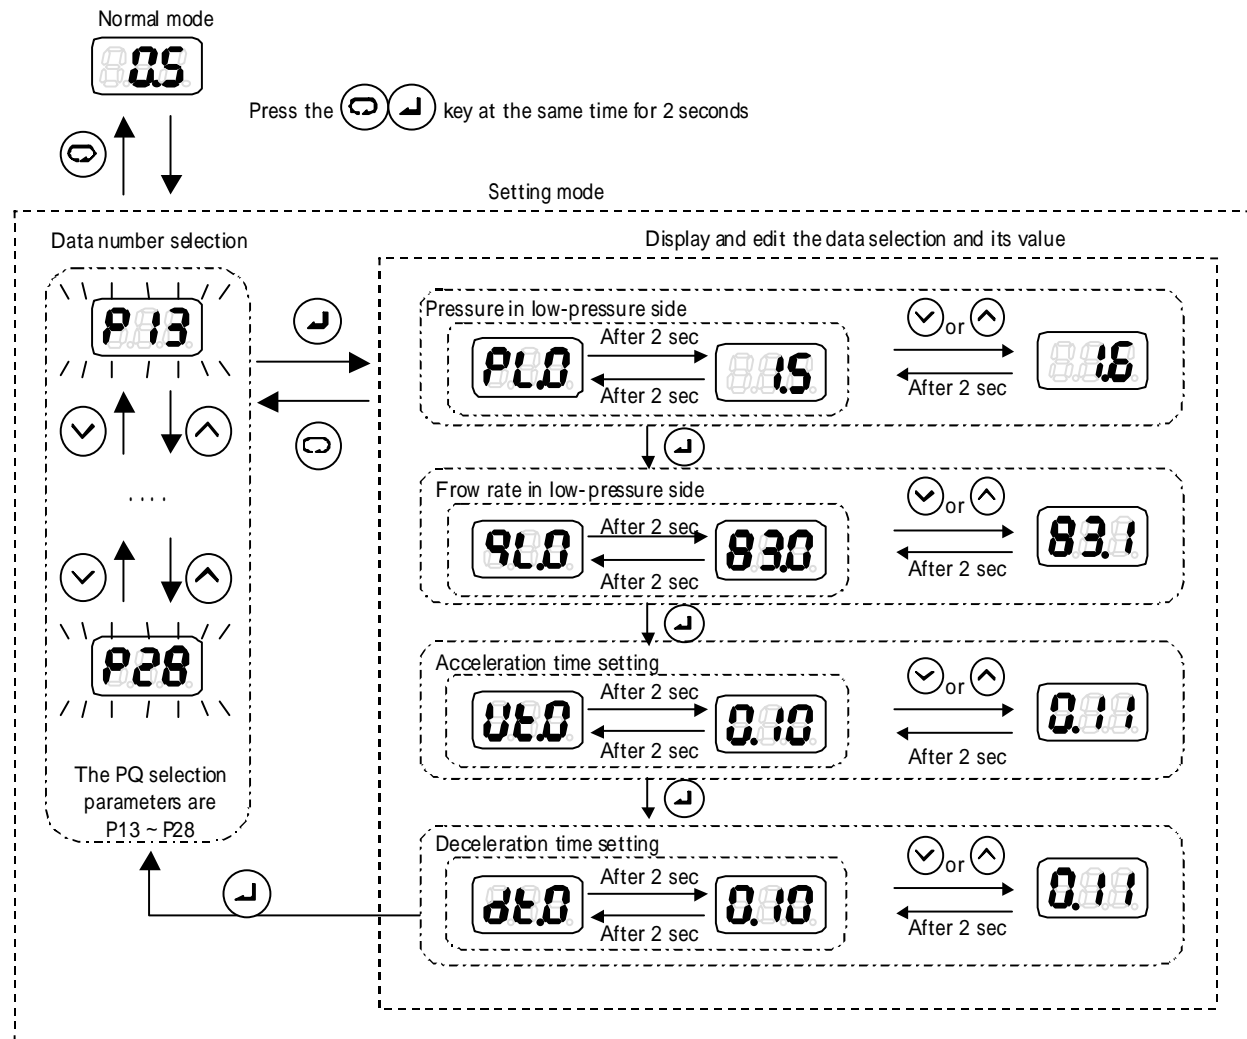 Normal mode
0.5
Press the key at the same time for 2 seconds
Setting mode
Data number selection
Display and edit the data selection and its value
P13
Pressure in low-pressure side
PL.0
After 2 sec
After 2 sec
1.5
or
After 2 sec
1.6
....
Frow rate in low-pressure side
qL.0
After 2 sec
After 2 sec
83.0
or
After 2 sec
83.1
P28
Acceleration time setting
Ut.0
After 2 sec
After 2 sec
0.10
or
After 2 sec
0.11
The PQ selection
parameters are
P13 ~ P28
Deceleration time setting
dt.0
After 2 sec
After 2 sec
0.10
or
After 2 sec
0.11